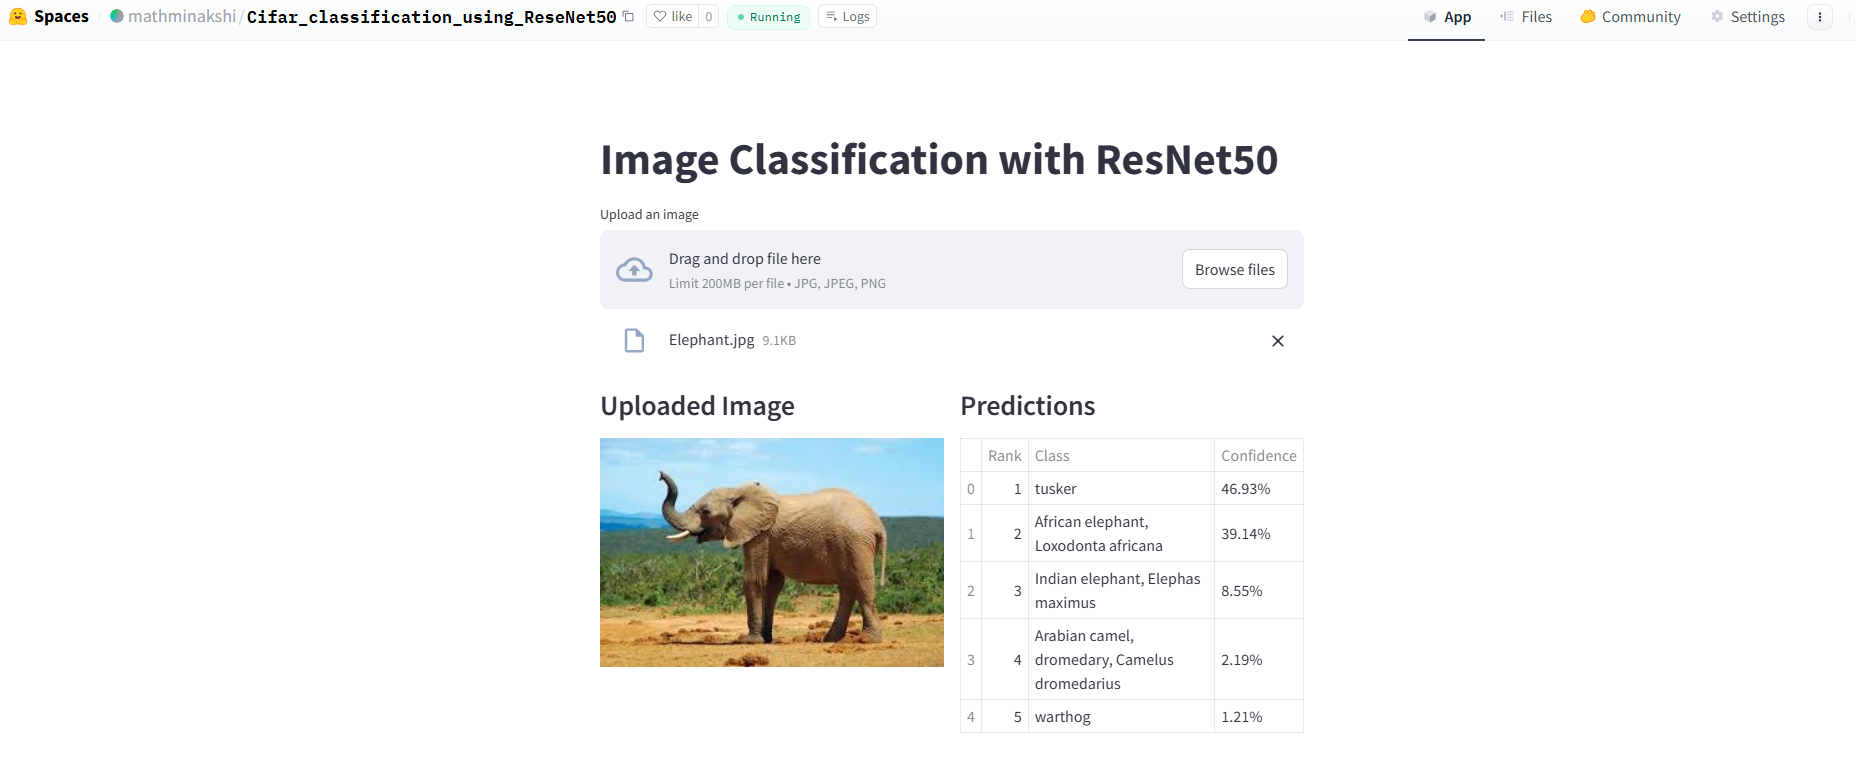 Spaces mathminakshi/Cifar_classification_using_ReseNet50 like 0 Running Logs App Files Community Settings
Image Classification with ResNet50
Upload an image
Drag and drop file here
Limit 200MB per file • JPG, JPEG, PNG
Browse files
Elephant.jpg 9.1KB
Uploaded Image
Predictions
Rank Class Confidence
0 1 tusker 46.93%
African elephant,
1 2 39.14%
Loxodonta africana
Indian elephant, Elephas
2 3 8.55%
maximus
Arabian camel,
3 4 dromedary, Camelus 2.19%
dromedarius
4 5 warthog 1.21%